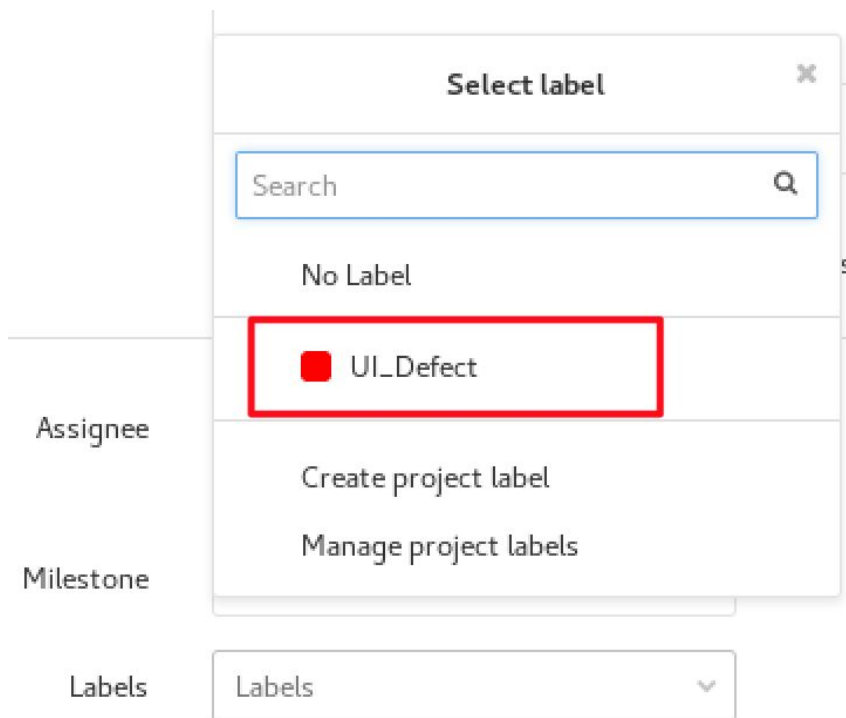 Select label
Search
No Label
UI_Defect
Create project label
Manage project labels
Assignee
Milestone
Labels
Labels